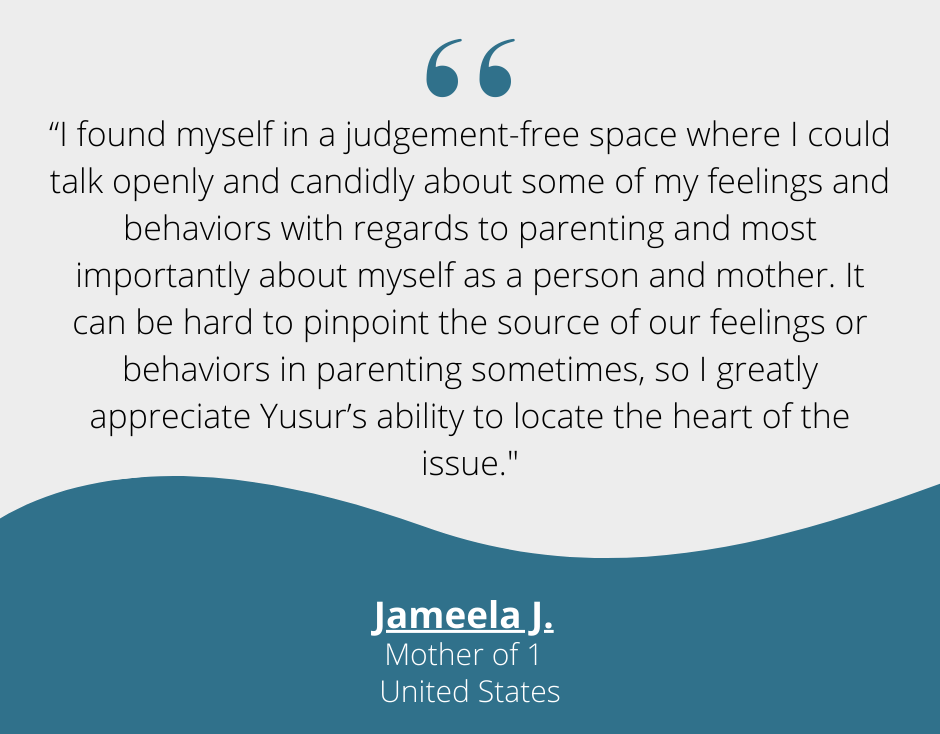 “I found myself in a judgement-free space where I could
talk openly and candidly about some of my feelings and
behaviors with regards to parenting and most
importantly about myself as a person and mother. It
can be hard to pinpoint the source of our feelings or
behaviors in parenting sometimes, so I greatly
appreciate Yusur’s ability to locate the heart of the
issue."
Jameela J.
Mother of 1
United States